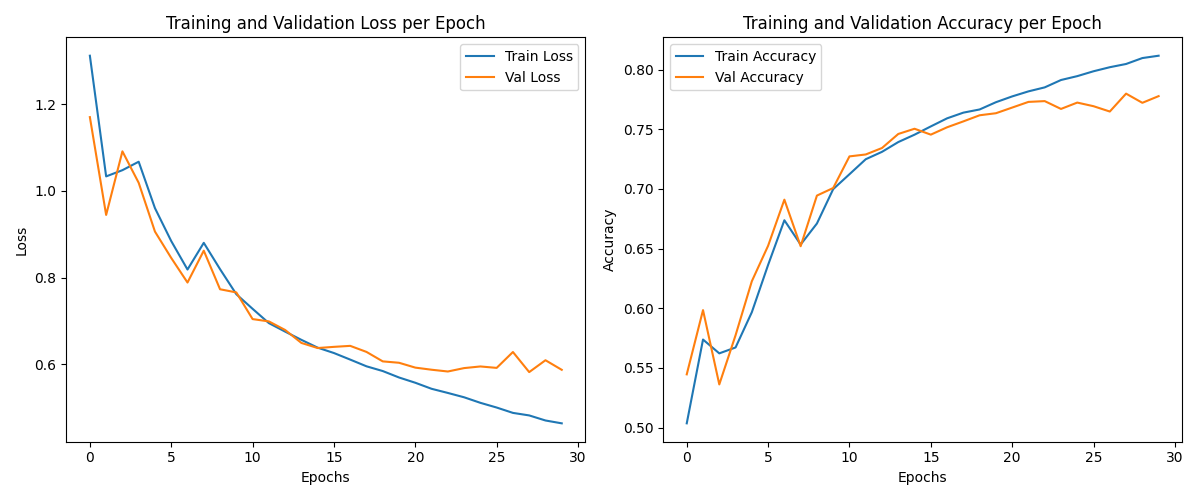 Training and Validation Loss per Epoch
Train Loss
Val Loss
1.2
1.0
0.8
0.6
Loss
0 5 10 15 20 25 30
Epochs
Training and Validation Accuracy per Epoch
Train Accuracy
Val Accuracy
0.80
0.75
0.70
0.65
0.60
0.55
0.50
Accuracy
0 5 10 15 20 25 30
Epochs